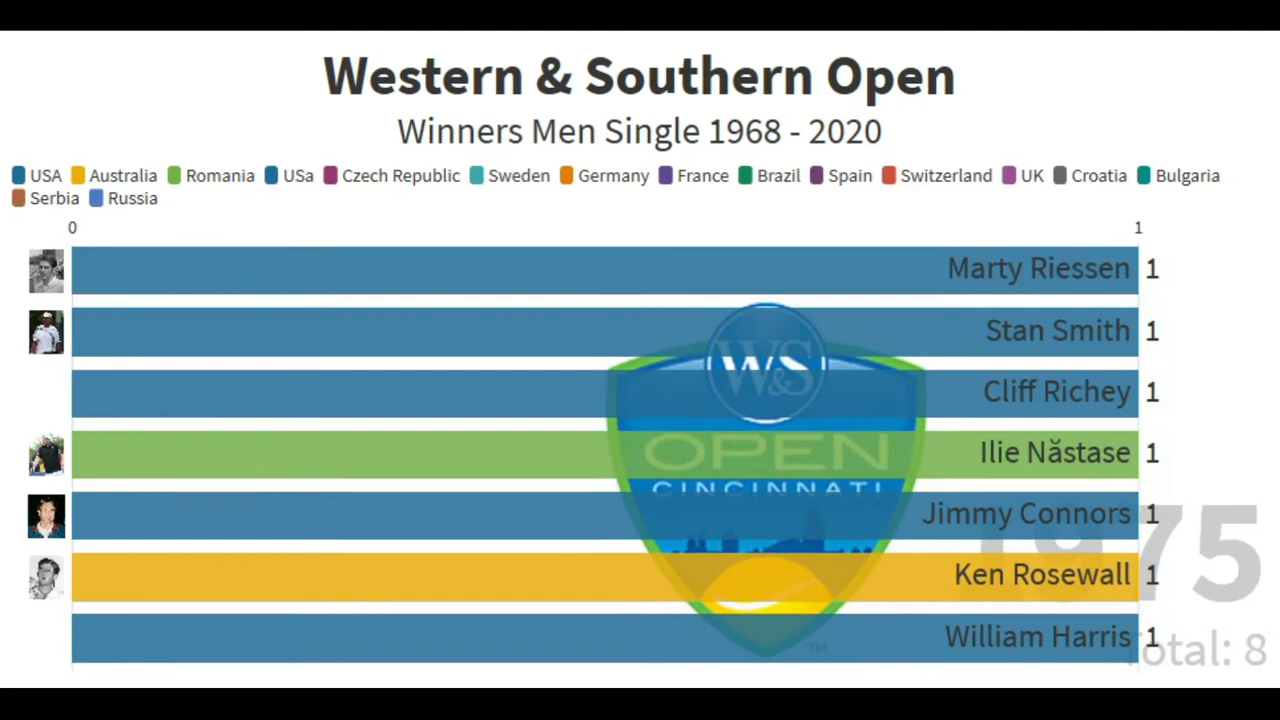 Western & Southern Open
Winners Men Single 1968 - 2020
USA Australia Romania USa Czech Republic Sweden Germany France Brazil Spain Switzerland UK Croatia Bulgaria
Serbia Russia
0 1
Marty Riessen 1
Stan Smith 1
W&S
Cliff Richey 1
OPEN
Ilie Năstase 1
CINCINNATI
Jimmy Connors 1
1975
Ken Rosewall 1
William Harris 1
Total: 8
TM